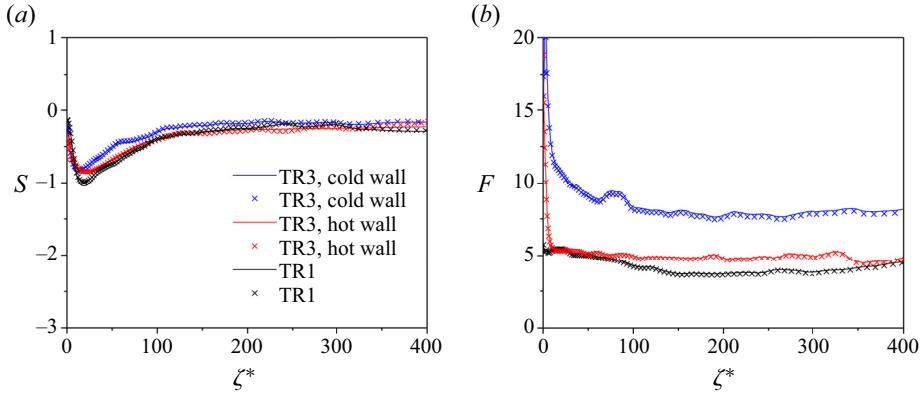 (a)
(b)
1
0
−1
−2
−3
S
0
100
200
300
400
ζ*
TR3, cold wall
TR3, cold wall
TR3, hot wall
TR3, hot wall
TR1
TR1
20
15
10
5
0
F
0
100
200
300
400
ζ*